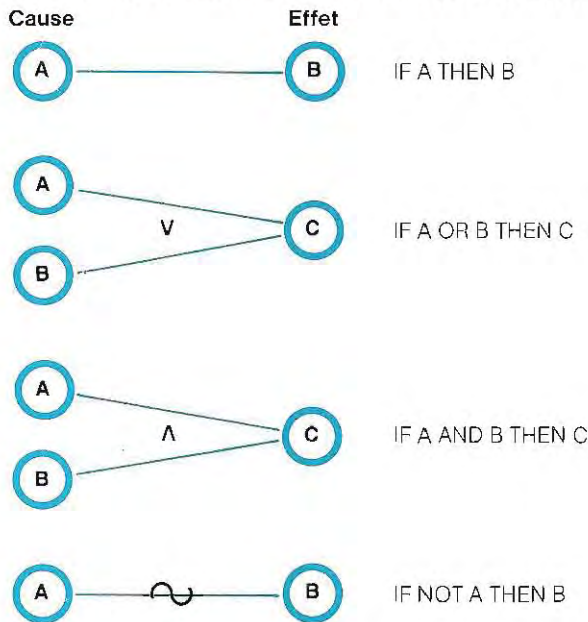 Cause Effet
A B IF A THEN B
A
V C IF A OR B THEN C
B
A
Λ C IF A AND B THEN C
B
A ~ B IF NOT A THEN B